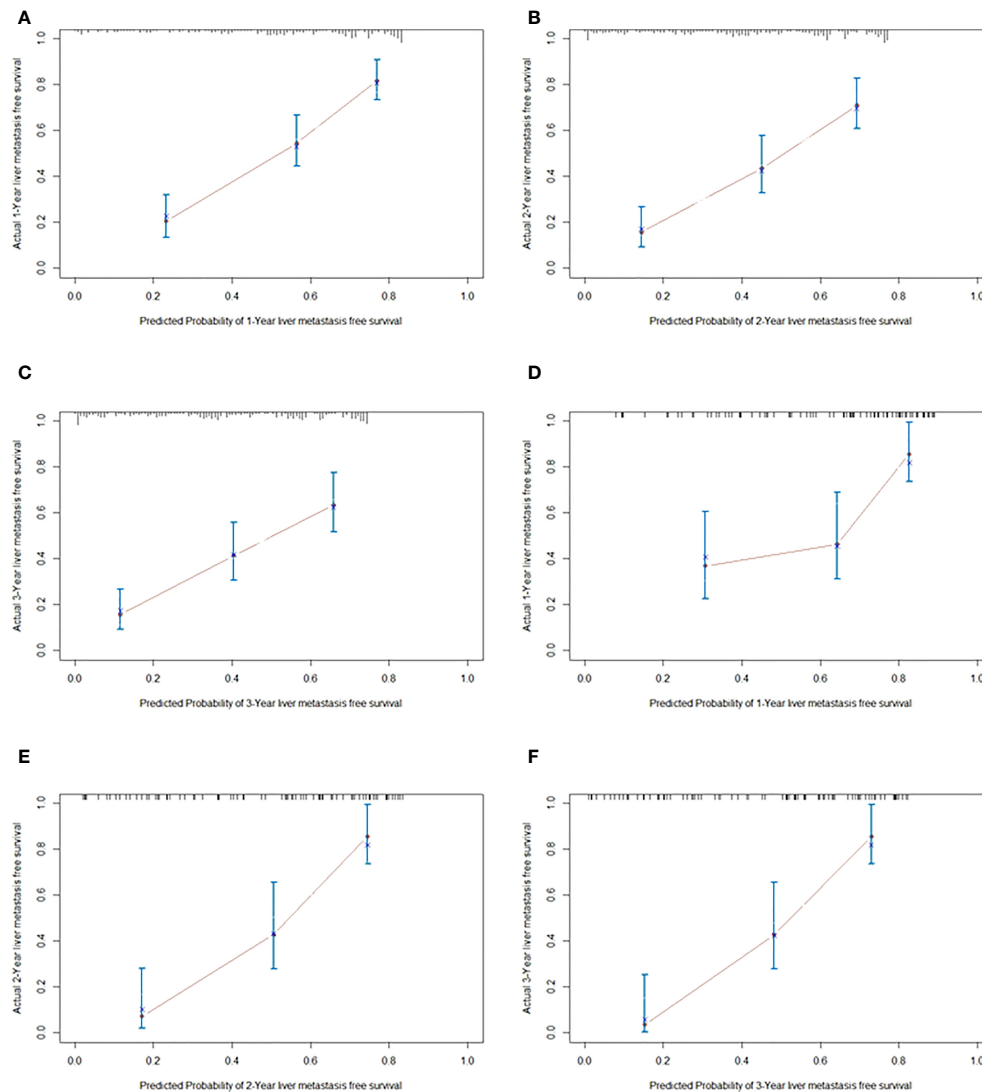 A
1.0
0.8
0.6
0.4
0.2
0.0
Actual 1-Year liver metastasis free survival
0.0 0.2 0.4 0.6 0.8 1.0
Predicted Probability of 1-Year liver metastasis free survival
B
1.0
0.8
0.6
0.4
0.2
0.0
Actual 2-Year liver metastasis free survival
0.0 0.2 0.4 0.6 0.8 1.0
Predicted Probability of 2-Year liver metastasis free survival
C
1.0
0.8
0.6
0.4
0.2
0.0
Actual 3-Year liver metastasis free survival
0.0 0.2 0.4 0.6 0.8 1.0
Predicted Probability of 3-Year liver metastasis free survival
D
1.0
0.8
0.6
0.4
0.2
0.0
Actual 1-Year liver metastasis free survival
0.0 0.2 0.4 0.6 0.8 1.0
Predicted Probability of 1-Year liver metastasis free survival
E
1.0
0.8
0.6
0.4
0.2
0.0
Actual 2-Year liver metastasis free survival
0.0 0.2 0.4 0.6 0.8 1.0
Predicted Probability of 2-Year liver metastasis free survival
F
1.0
0.8
0.6
0.4
0.2
0.0
Actual 3-Year liver metastasis free survival
0.0 0.2 0.4 0.6 0.8 1.0
Predicted Probability of 3-Year liver metastasis free survival